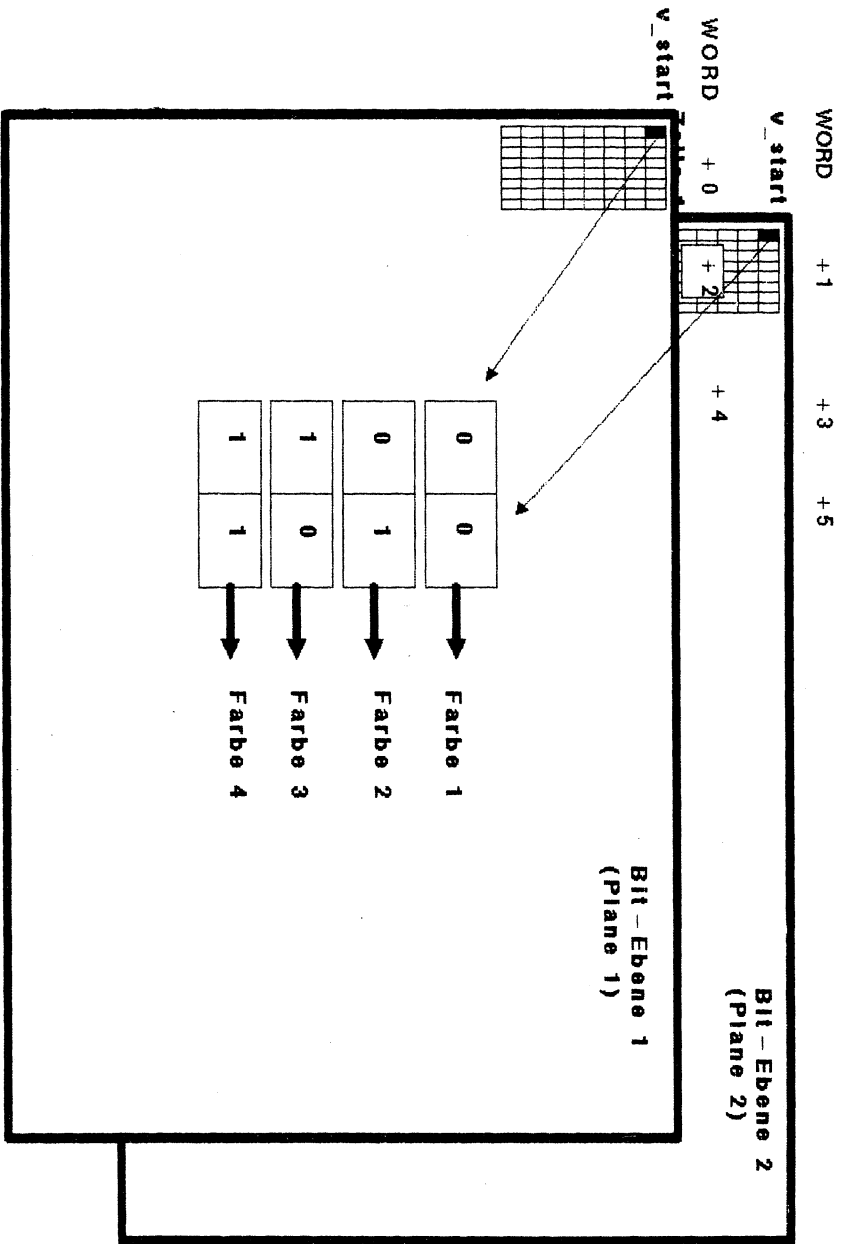 WORD +1 +3 +5
v_start
Bit-Ebene 2
(Plane 2)
WORD +0 +2 +4
v_start
Bit-Ebene 1
(Plane 1)
0 0 Farbe 1
0 1 Farbe 2
1 0 Farbe 3
1 1 Farbe 4